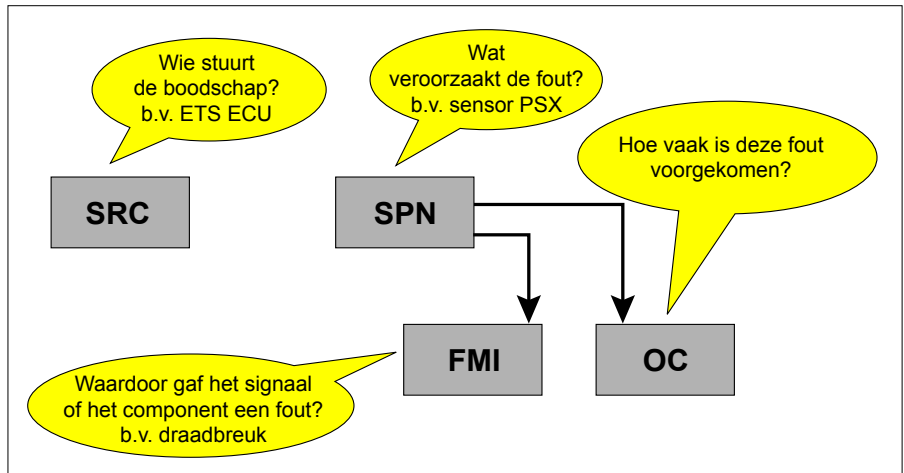 Wie stuurt
de boodschap?
b.v. ETS ECU
Wat
veroorzaakt de fout?
b.v. sensor PSX
Hoe vaak is deze fout
voorgekomen?
SRC
SPN
FMI
OC
Waardoor gaf het signaal
of het component een fout?
b.v. draadbreuk